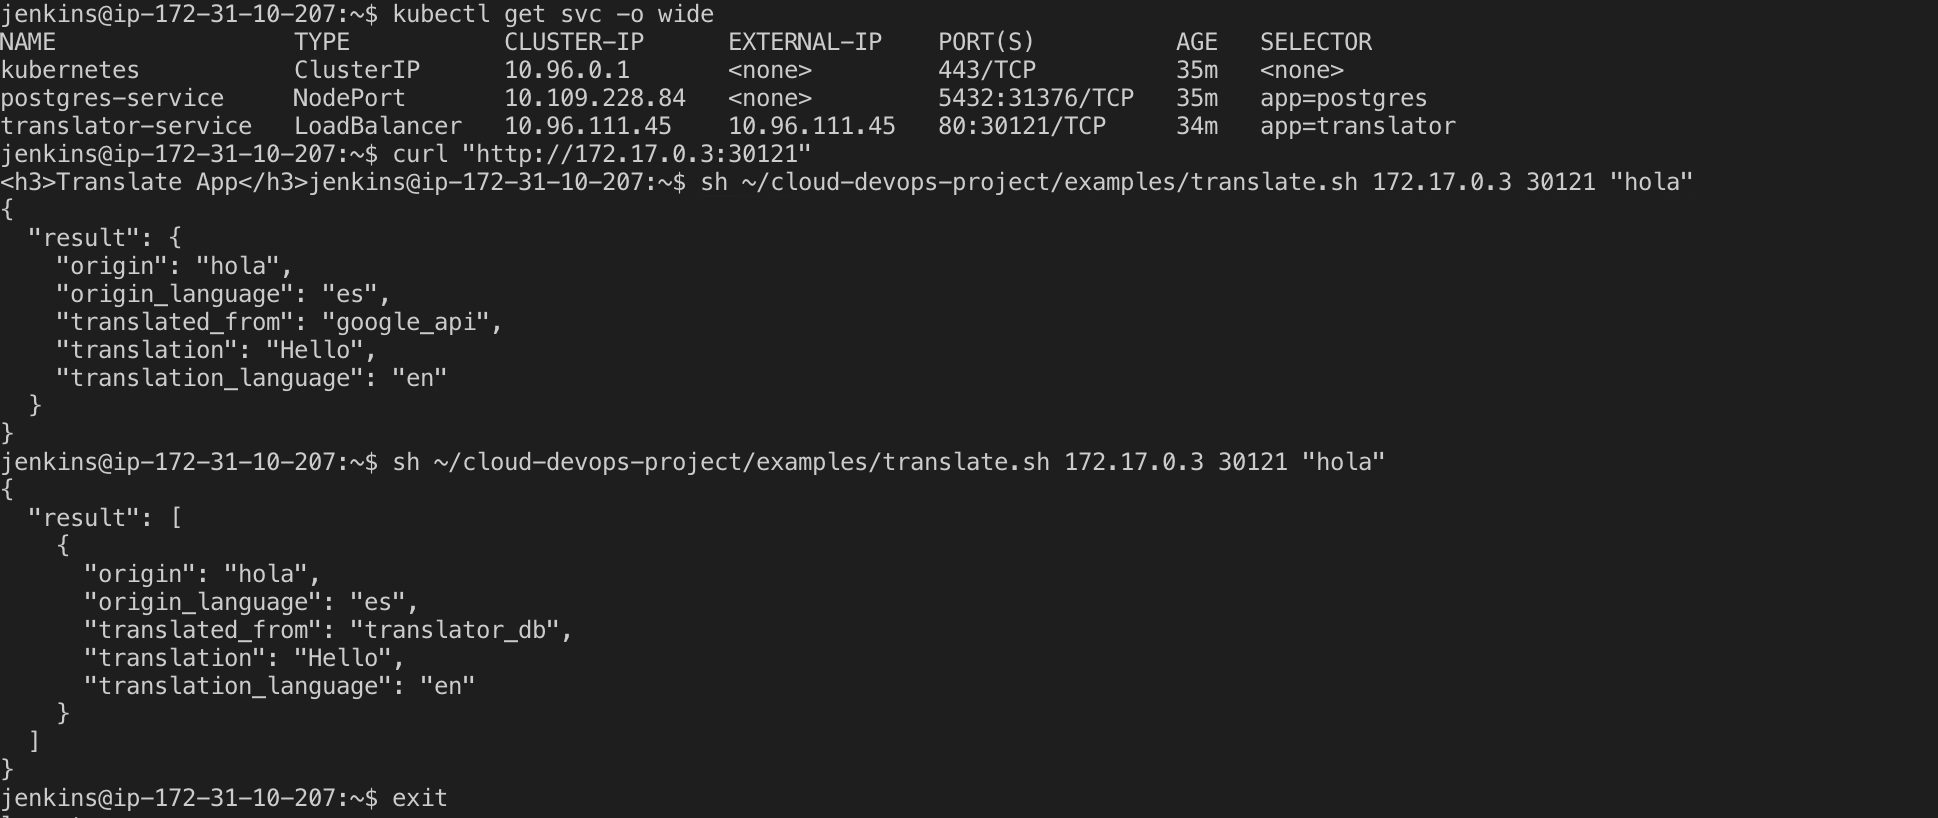 jenkins@ip-172-31-10-207:~$ kubectl get svc -o wide
NAME                 TYPE           CLUSTER-IP      EXTERNAL-IP    PORT(S)          AGE   SELECTOR
kubernetes           ClusterIP      10.96.0.1       <none>         443/TCP          35m   <none>
postgres-service     NodePort       10.109.228.84   <none>         5432:31376/TCP   35m   app=postgres
translator-service   LoadBalancer   10.96.111.45    10.96.111.45   80:30121/TCP     34m   app=translator
jenkins@ip-172-31-10-207:~$ curl "http://172.17.0.3:30121"
<h3>Translate App</h3>jenkins@ip-172-31-10-207:~$ sh ~/cloud-devops-project/examples/translate.sh 172.17.0.3 30121 "hola"
{
  "result": {
    "origin": "hola",
    "origin_language": "es",
    "translated_from": "google_api",
    "translation": "Hello",
    "translation_language": "en"
  }
}
jenkins@ip-172-31-10-207:~$ sh ~/cloud-devops-project/examples/translate.sh 172.17.0.3 30121 "hola"
{
  "result": [
    {
      "origin": "hola",
      "origin_language": "es",
      "translated_from": "translator_db",
      "translation": "Hello",
      "translation_language": "en"
    }
  ]
}
jenkins@ip-172-31-10-207:~$ exit